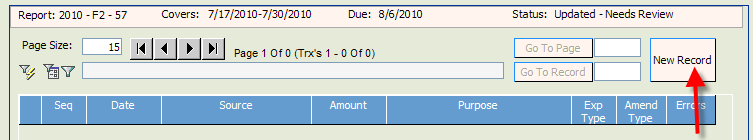 Report: 2010 - F2 - 57 Covers: 7/17/2010-7/30/2010 Due: 8/6/2010 Status: Updated - Needs Review
Page Size: 15 Page 1 Of 0 (Trx's 1 - 0 Of 0) Go To Page
New Record
Go To Record
Seq Date Source Amount Purpose Exp Type Amend Type Errors